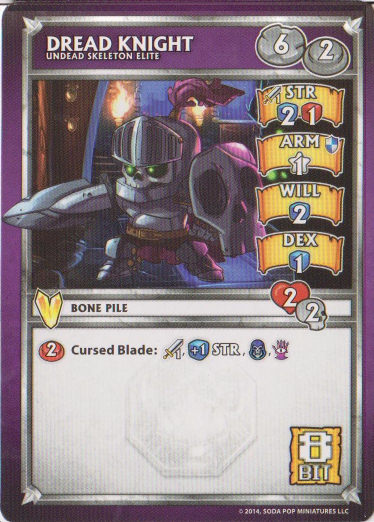 DREAD KNIGHT
UNDEAD SKELETON ELITE
6 2
1 STR
2 1
ARM
1
WILL
2
DEX
1
2
2
BONE PILE
2 Cursed Blade: 1, +1 STR, ,
8
BIT
© 2014, SODA POP MINIATURES LLC